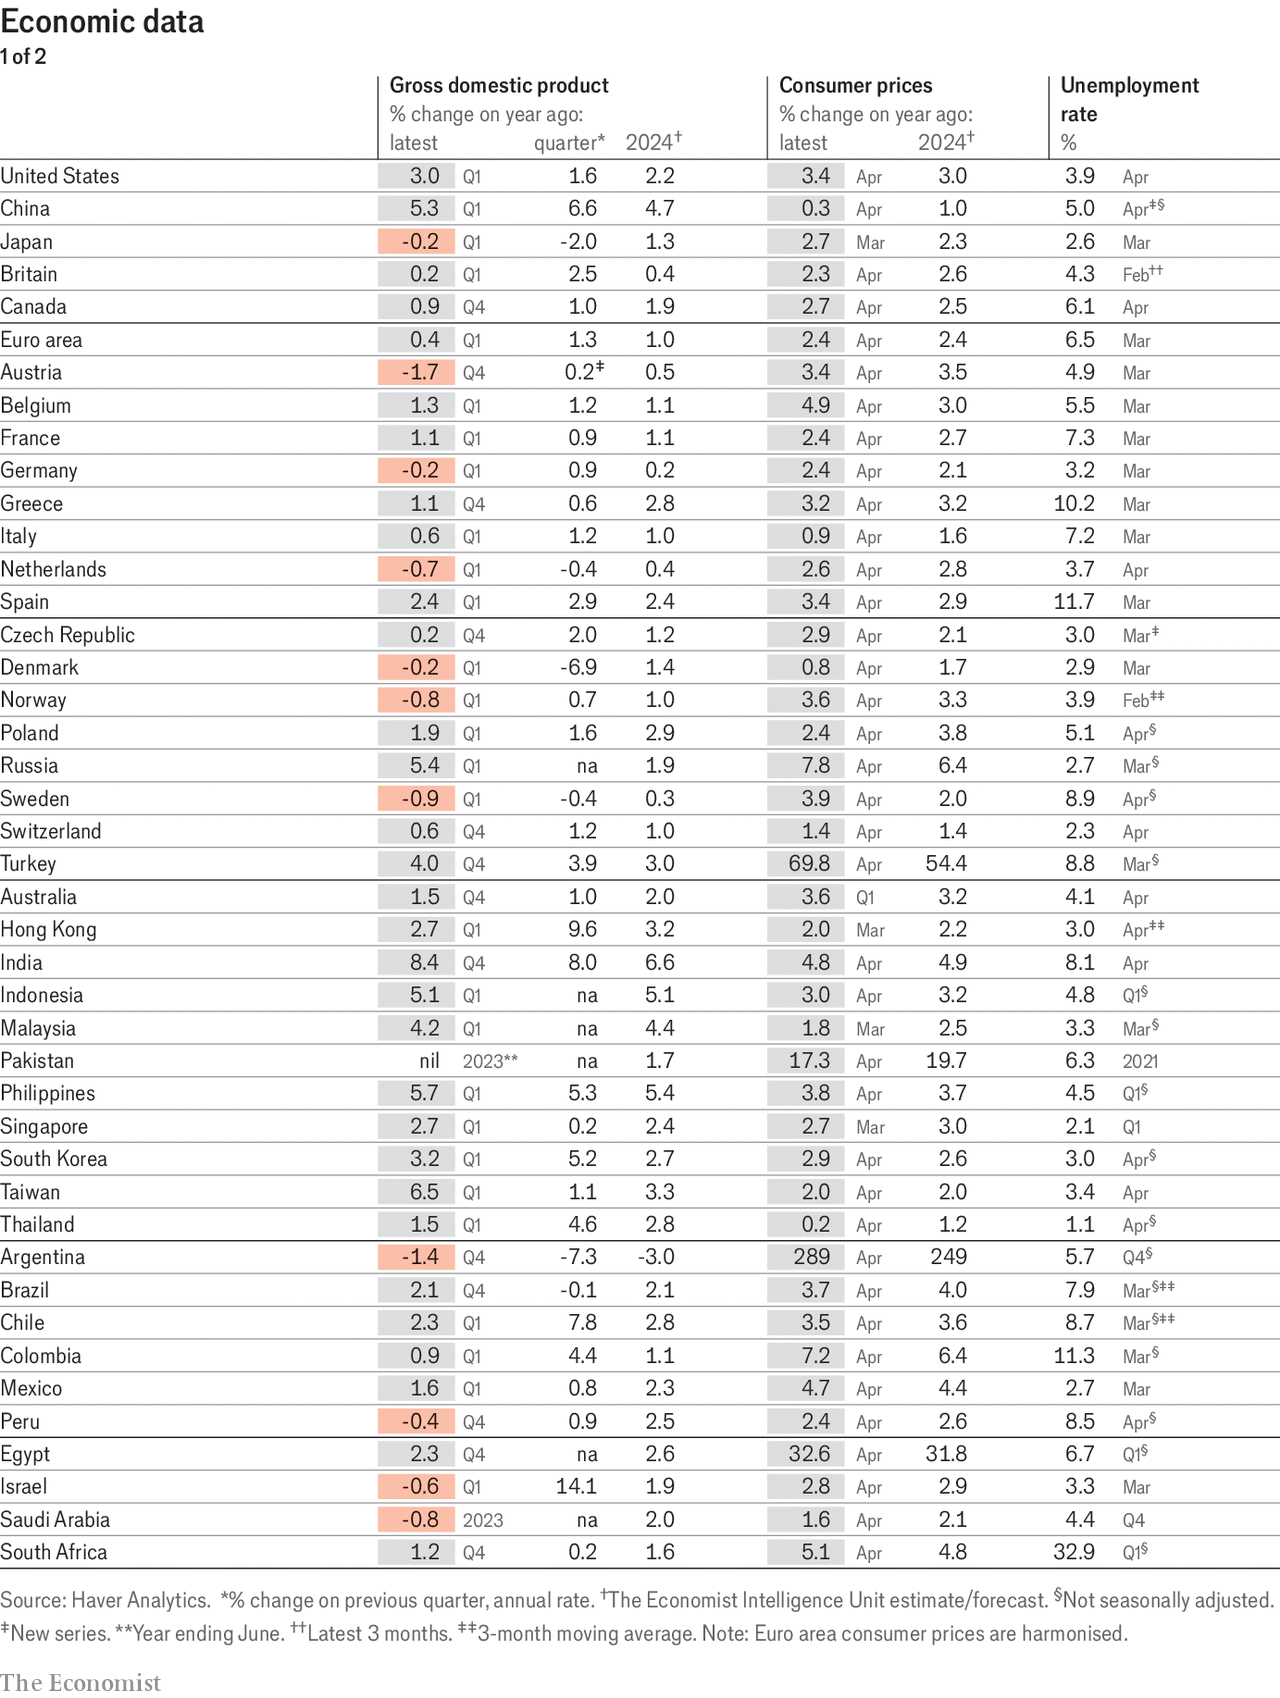 Economic data
1 of 2
Gross domestic product Consumer prices Unemployment
% change on year ago: % change on year ago: rate
latest quarter* 2024† latest 2024† %
United States 3.0 Q1 1.6 2.2 3.4 Apr 3.0 3.9 Apr
China 5.3 Q1 6.6 4.7 0.3 Apr 1.0 5.0 Apr‡§
Japan -0.2 Q1 -2.0 1.3 2.7 Mar 2.3 2.6 Mar
Britain 0.2 Q1 2.5 0.4 2.3 Apr 2.6 4.3 Feb††
Canada 0.9 Q4 1.0 1.9 2.7 Apr 2.5 6.1 Apr
Euro area 0.4 Q1 1.3 1.0 2.4 Apr 2.4 6.5 Mar
Austria -1.7 Q4 0.2‡ 0.5 3.4 Apr 3.5 4.9 Mar
Belgium 1.3 Q1 1.2 1.1 4.9 Apr 3.0 5.5 Mar
France 1.1 Q1 0.9 1.1 2.4 Apr 2.7 7.3 Mar
Germany -0.2 Q1 0.9 0.2 2.4 Apr 2.1 3.2 Mar
Greece 1.1 Q4 0.6 2.8 3.2 Apr 3.2 10.2 Mar
Italy 0.6 Q1 1.2 1.0 0.9 Apr 1.6 7.2 Mar
Netherlands -0.7 Q1 -0.4 0.4 2.6 Apr 2.8 3.7 Apr
Spain 2.4 Q1 2.9 2.4 3.4 Apr 2.9 11.7 Mar
Czech Republic 0.2 Q4 2.0 1.2 2.9 Apr 2.1 3.0 Mar‡
Denmark -0.2 Q1 -6.9 1.4 0.8 Apr 1.7 2.9 Mar
Norway -0.8 Q1 0.7 1.0 3.6 Apr 3.3 3.9 Feb‡‡
Poland 1.9 Q1 1.6 2.9 2.4 Apr 3.8 5.1 Apr§
Russia 5.4 Q1 na 1.9 7.8 Apr 6.4 2.7 Mar§
Sweden -0.9 Q1 -0.4 0.3 3.9 Apr 2.0 8.9 Apr§
Switzerland 0.6 Q4 1.2 1.0 1.4 Apr 1.4 2.3 Apr
Turkey 4.0 Q4 3.9 3.0 69.8 Apr 54.4 8.8 Mar§
Australia 1.5 Q4 1.0 2.0 3.6 Q1 3.2 4.1 Apr
Hong Kong 2.7 Q1 9.6 3.2 2.0 Mar 2.2 3.0 Apr‡‡
India 8.4 Q4 8.0 6.6 4.8 Apr 4.9 8.1 Apr
Indonesia 5.1 Q1 na 5.1 3.0 Apr 3.2 4.8 Q1§
Malaysia 4.2 Q1 na 4.4 1.8 Mar 2.5 3.3 Mar§
Pakistan nil 2023** na 1.7 17.3 Apr 19.7 6.3 2021
Philippines 5.7 Q1 5.3 5.4 3.8 Apr 3.7 4.5 Q1§
Singapore 2.7 Q1 0.2 2.4 2.7 Mar 3.0 2.1 Q1
South Korea 3.2 Q1 5.2 2.7 2.9 Apr 2.6 3.0 Apr§
Taiwan 6.5 Q1 1.1 3.3 2.0 Apr 2.0 3.4 Apr
Thailand 1.5 Q1 4.6 2.8 0.2 Apr 1.2 1.1 Apr§
Argentina -1.4 Q4 -7.3 -3.0 289 Apr 249 5.7 Q4§
Brazil 2.1 Q4 -0.1 2.1 3.7 Apr 4.0 7.9 Mar§‡‡
Chile 2.3 Q1 7.8 2.8 3.5 Apr 3.6 8.7 Mar§‡‡
Colombia 0.9 Q1 4.4 1.1 7.2 Apr 6.4 11.3 Mar§
Mexico 1.6 Q1 0.8 2.3 4.7 Apr 4.4 2.7 Mar
Peru -0.4 Q4 0.9 2.5 2.4 Apr 2.6 8.5 Apr§
Egypt 2.3 Q4 na 2.6 32.6 Apr 31.8 6.7 Q1§
Israel -0.6 Q1 14.1 1.9 2.8 Apr 2.9 3.3 Mar
Saudi Arabia -0.8 2023 na 2.0 1.6 Apr 2.1 4.4 Q4
South Africa 1.2 Q4 0.2 1.6 5.1 Apr 4.8 32.9 Q1§
Source: Haver Analytics. *% change on previous quarter, annual rate. †The Economist Intelligence Unit estimate/forecast. §Not seasonally adjusted.
‡New series. **Year ending June. ††Latest 3 months. ‡‡3-month moving average. Note: Euro area consumer prices are harmonised.
The Economist